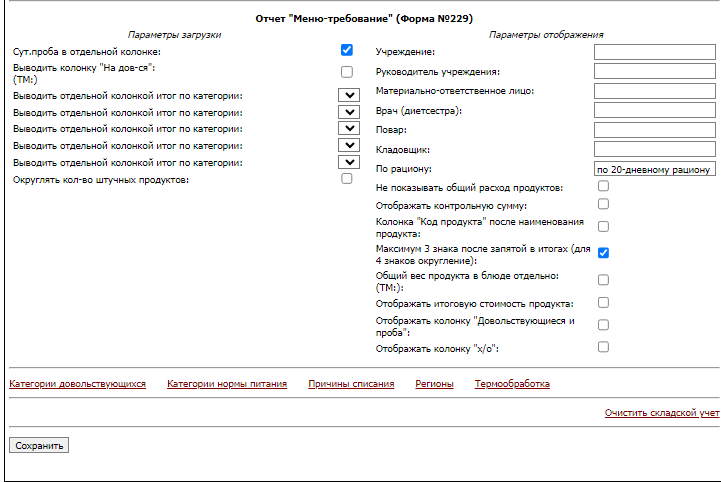 Отчет "Меню-требование" (Форма №229)
Параметры загрузки
Сут.проба в отдельной колонке:
Выводить колонку "На дов-ся":
(ТМ:)
Выводить отдельной колонкой итог по категории:
Выводить отдельной колонкой итог по категории:
Выводить отдельной колонкой итог по категории:
Выводить отдельной колонкой итог по категории:
Выводить отдельной колонкой итог по категории:
Округлять кол-во штучных продуктов:
Параметры отображения
Учреждение:
Руководитель учреждения:
Материально-ответственное лицо:
Врач (диетсестра):
Повар:
Кладовщик:
По рациону: по 20-дневному рациону
Не показывать общий расход продуктов:
Отображать контрольную сумму:
Колонка "Код продукта" после наименования
продукта:
Максимум 3 знака после запятой в итогах (для
4 знаков округление):
Общий вес продукта в блюде отдельно:
(ТМ:):
Отображать итоговую стоимость продукта:
Отображать колонку "Довольствующиеся и
проба":
Отображать колонку "х/о":
Категории довольствующихся Категории нормы питания Причины списания Регионы Термообработка
Очистить складской учет
Сохранить